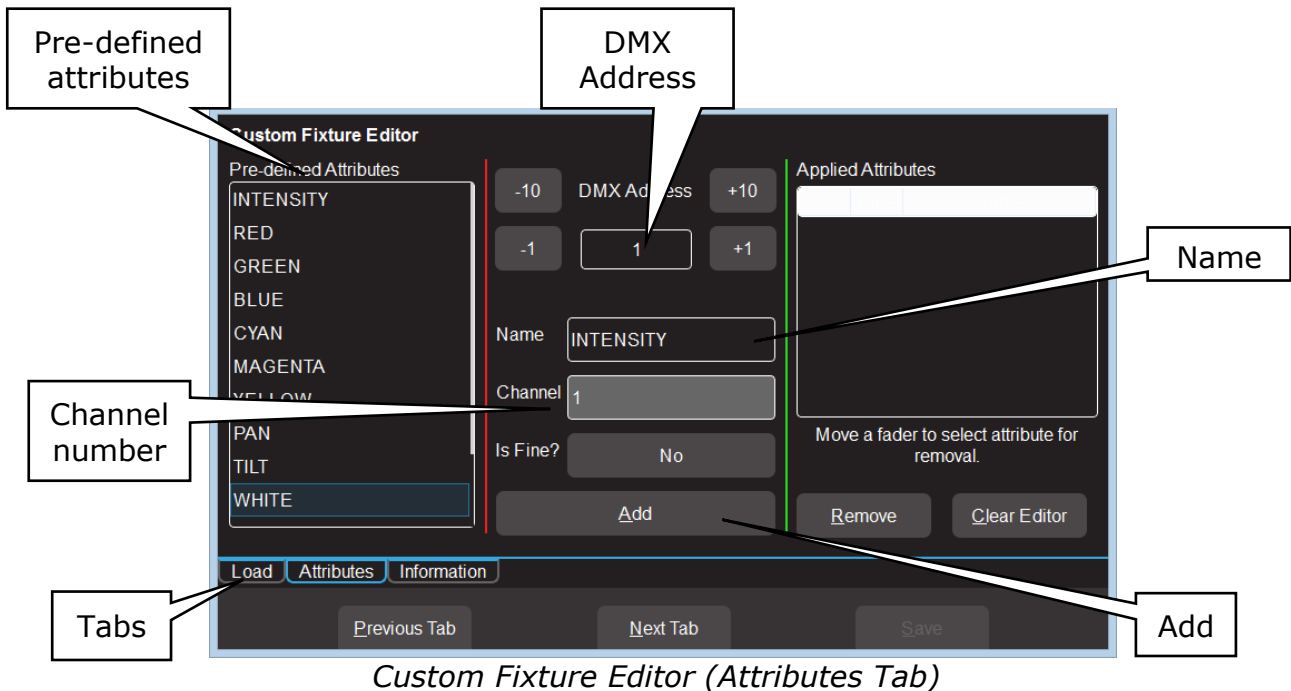 Pre-defined
attributes
DMX
Address
Custom Fixture Editor
Pre-defined Attributes
INTENSITY
RED
GREEN
BLUE
CYAN
MAGENTA
YELLOW
PAN
TILT
WHITE
-10
DMX Address
+10
-1
1
+1
Name
INTENSITY
Channel
1
Is Fine?
No
Add
Applied Attributes
Move a fader to select attribute for
removal.
Remove
Clear Editor
Name
Channel
number
Load
Attributes
Information
Tabs
Add
Previous Tab
Next Tab
Save
Custom Fixture Editor (Attributes Tab)